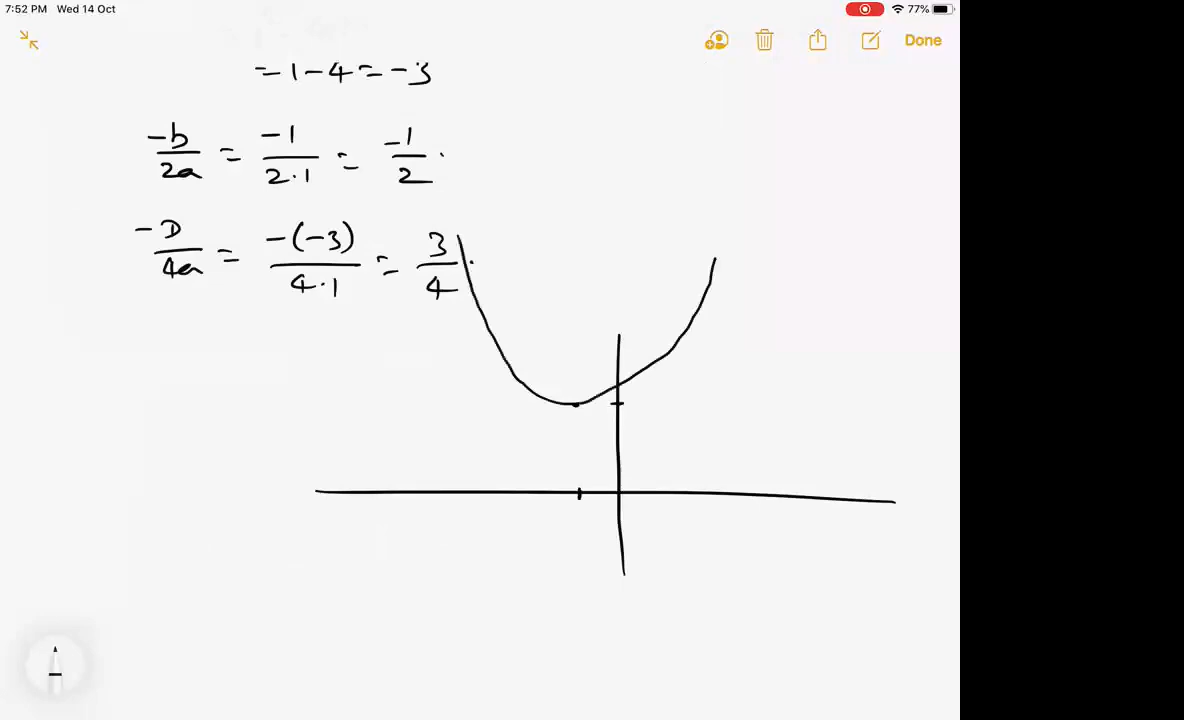 7:52 PM Wed 14 Oct 77%
Done
= 1 - 4 = -3
-b/2a = -1/2·1 = -1/2 .
-D/4a = -(-3)/4·1 = 3/4 .